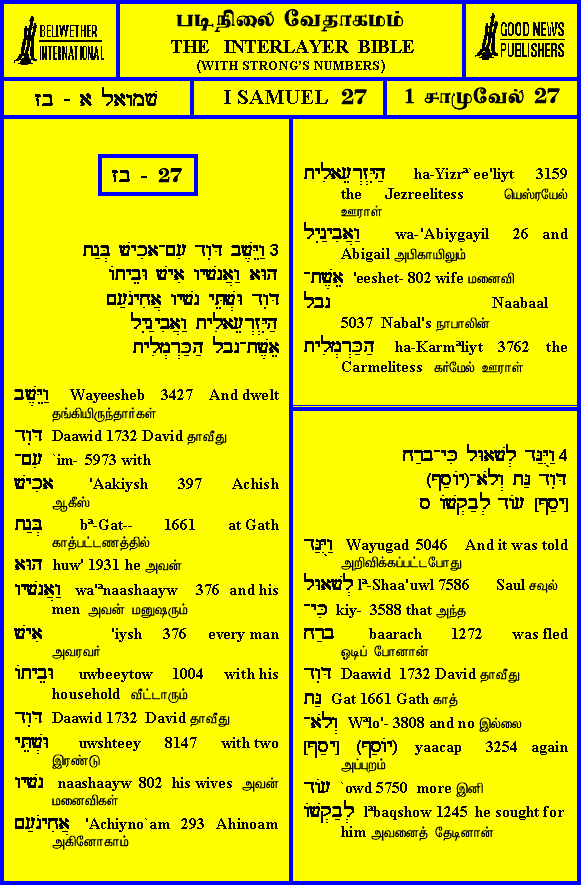 BELLWETHER
INTERNATIONAL
படிநிலை வேதாகமம்
THE INTERLAYER BIBLE
(WITH STRONG'S NUMBERS)
GOOD NEWS
PUBLISHERS
שמואל א - בז
I SAMUEL 27
1 சாமுவேல் 27
בז - 27
3 וַיֵּשֶׁב דָּוִד עִם־אָכִישׁ בְּגַת
הוּא וַאֲנָשָׁיו אִישׁ וּבֵיתוֹ
דָּוִד וּשְׁתֵּי נָשָׁיו אֲחִינֹעַם
הַיִּזְרְעֵאלִית וַאֲבִיגַיִל
אֵשֶׁת־נָבָל הַכַּרְמְלִית
וַיֵּשֶׁב Wayeesheb 3427 And dwelt
தங்கியிருந்தார்கள்
דָּוִד Daawid 1732 David தாவீது
עִם־ `im- 5973 with
אָכִישׁ 'Aakiysh 397 Achish
ஆகீஸ்
בְּגַת bª-Gat-- 1661 at Gath
காத்பட்டணத்தில்
הוּא huw' 1931 he அவன்
וַאֲנָשָׁיו wa'ªnaashaayw 376 and his
men அவன் மனுஷரும்
אִישׁ 'iysh 376 every man
அவரவர்
וּבֵיתוֹ uwbeeytow 1004 with his
household வீட்டாரும்
דָּוִד Daawid 1732 David தாவீது
וּשְׁתֵּי uwshteey 8147 with two
இரண்டு
נָשָׁיו naashaayw 802 his wives அவன்
மனைவிகள்
אֲחִינֹעַם 'Achiyno`am 293 Ahinoam
அகினோகாம்
הַיִּזְרְעֵאלִית ha-Yizrª`ee'liyt 3159
the Jezreelitess யெஸ்ரயேல்
ஊராள்
וַאֲבִיגַיִל wa-'Abiygayil 26 and
Abigail அபிகாயிலும்
אֵשֶׁת־ 'eeshet- 802 wife மனைவி
נָבָל Naabaal
5037 Nabal's நாபாலின்
הַכַּרְמְלִית ha-Karmªliyt 3762 the
Carmelitess கர்மேல் ஊராள்
4 וַיֻּגַּד לְשָׁאוּל כִּי־בָרַח
דָּוִד גַּת וְלֹא־(יוֹסַף)
[יָסַף] עוֹד לְבַקְשׁוֹ ס
וַיֻּגַּד Wayugad 5046 And it was told
அறிவிக்கப்பட்டபோது
לְשָׁאוּל lª-Shaa'uwl 7586 Saul சவுல்
כִּי־ kiy- 3588 that அந்த
בָרַח baarach 1272 was fled
ஓடிப் போனான்
דָּוִד Daawid 1732 David தாவீது
גַּת Gat 1661 Gath காத்
וְלֹא־ Wªlo'- 3808 and no இல்லை
(יוֹסַף) [יָסַף] yaacap 3254 again
அப்புறம்
עוֹד `owd 5750 more இனி
לְבַקְשׁוֹ lªbaqshow 1245 he sought for
him அவனைத் தேடினான்